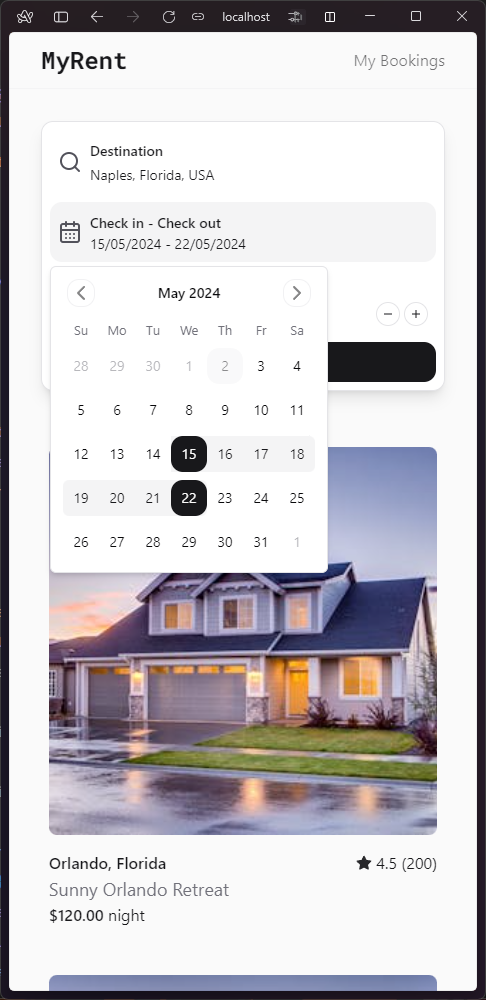 localhost
MyRent
My Bookings
Destination
Naples, Florida, USA
Check in - Check out
15/05/2024 - 22/05/2024
May 2024
Su Mo Tu We Th Fr Sa
28 29 30 1 2 3 4
5 6 7 8 9 10 11
12 13 14 15 16 17 18
19 20 21 22 23 24 25
26 27 28 29 30 31 1
Orlando, Florida
4.5 (200)
Sunny Orlando Retreat
$120.00 night